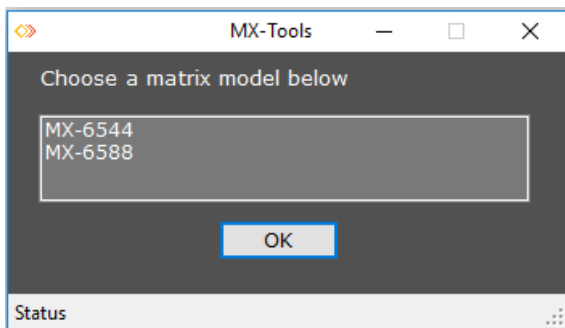 MX-Tools
Choose a matrix model below
MX-6544
MX-6588
OK
Status